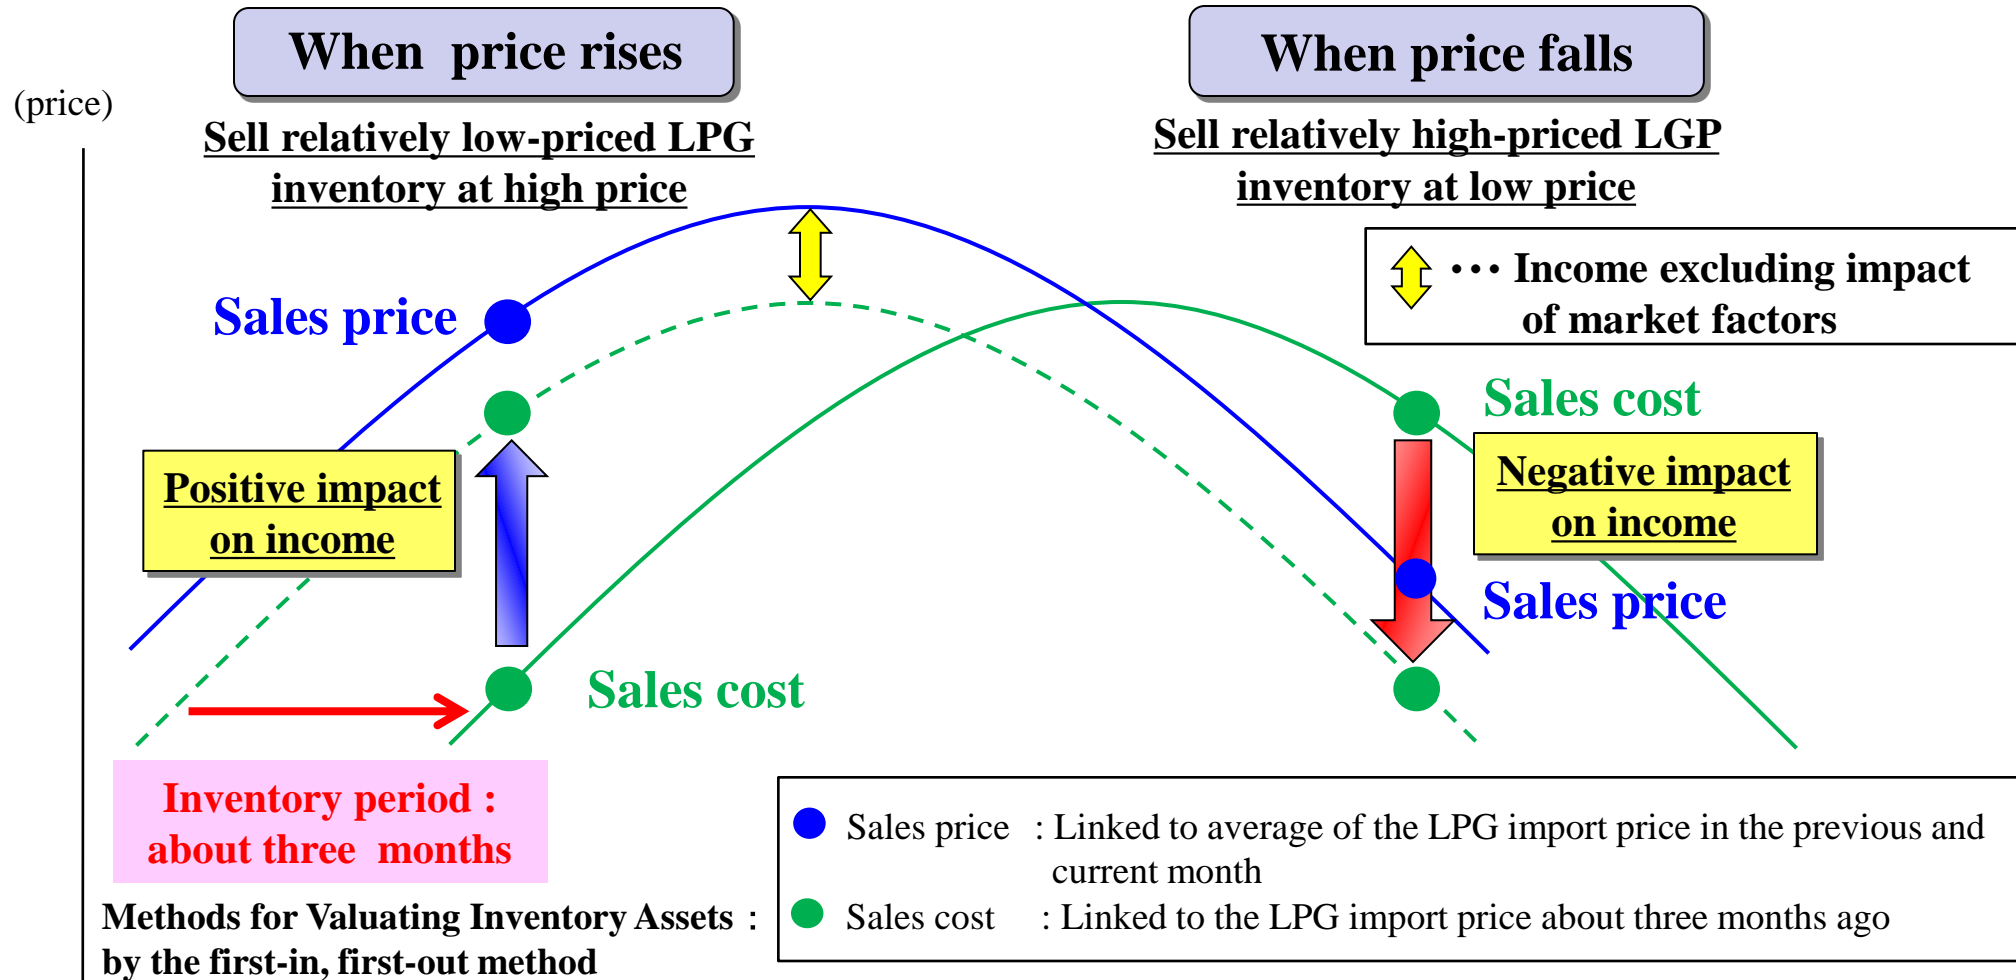 When price rises
When price falls
(price)
Sell relatively low-priced LPG
inventory at high price
Sell relatively high-priced LGP
inventory at low price
··· Income excluding impact
of market factors
Sales price
Sales cost
Positive impact
on income
Negative impact
on income
Sales price
Sales cost
Inventory period :
about three months
Sales price : Linked to average of the LPG import price in the previous and
current month
Sales cost : Linked to the LPG import price about three months ago
Methods for Valuating Inventory Assets :
by the first-in, first-out method